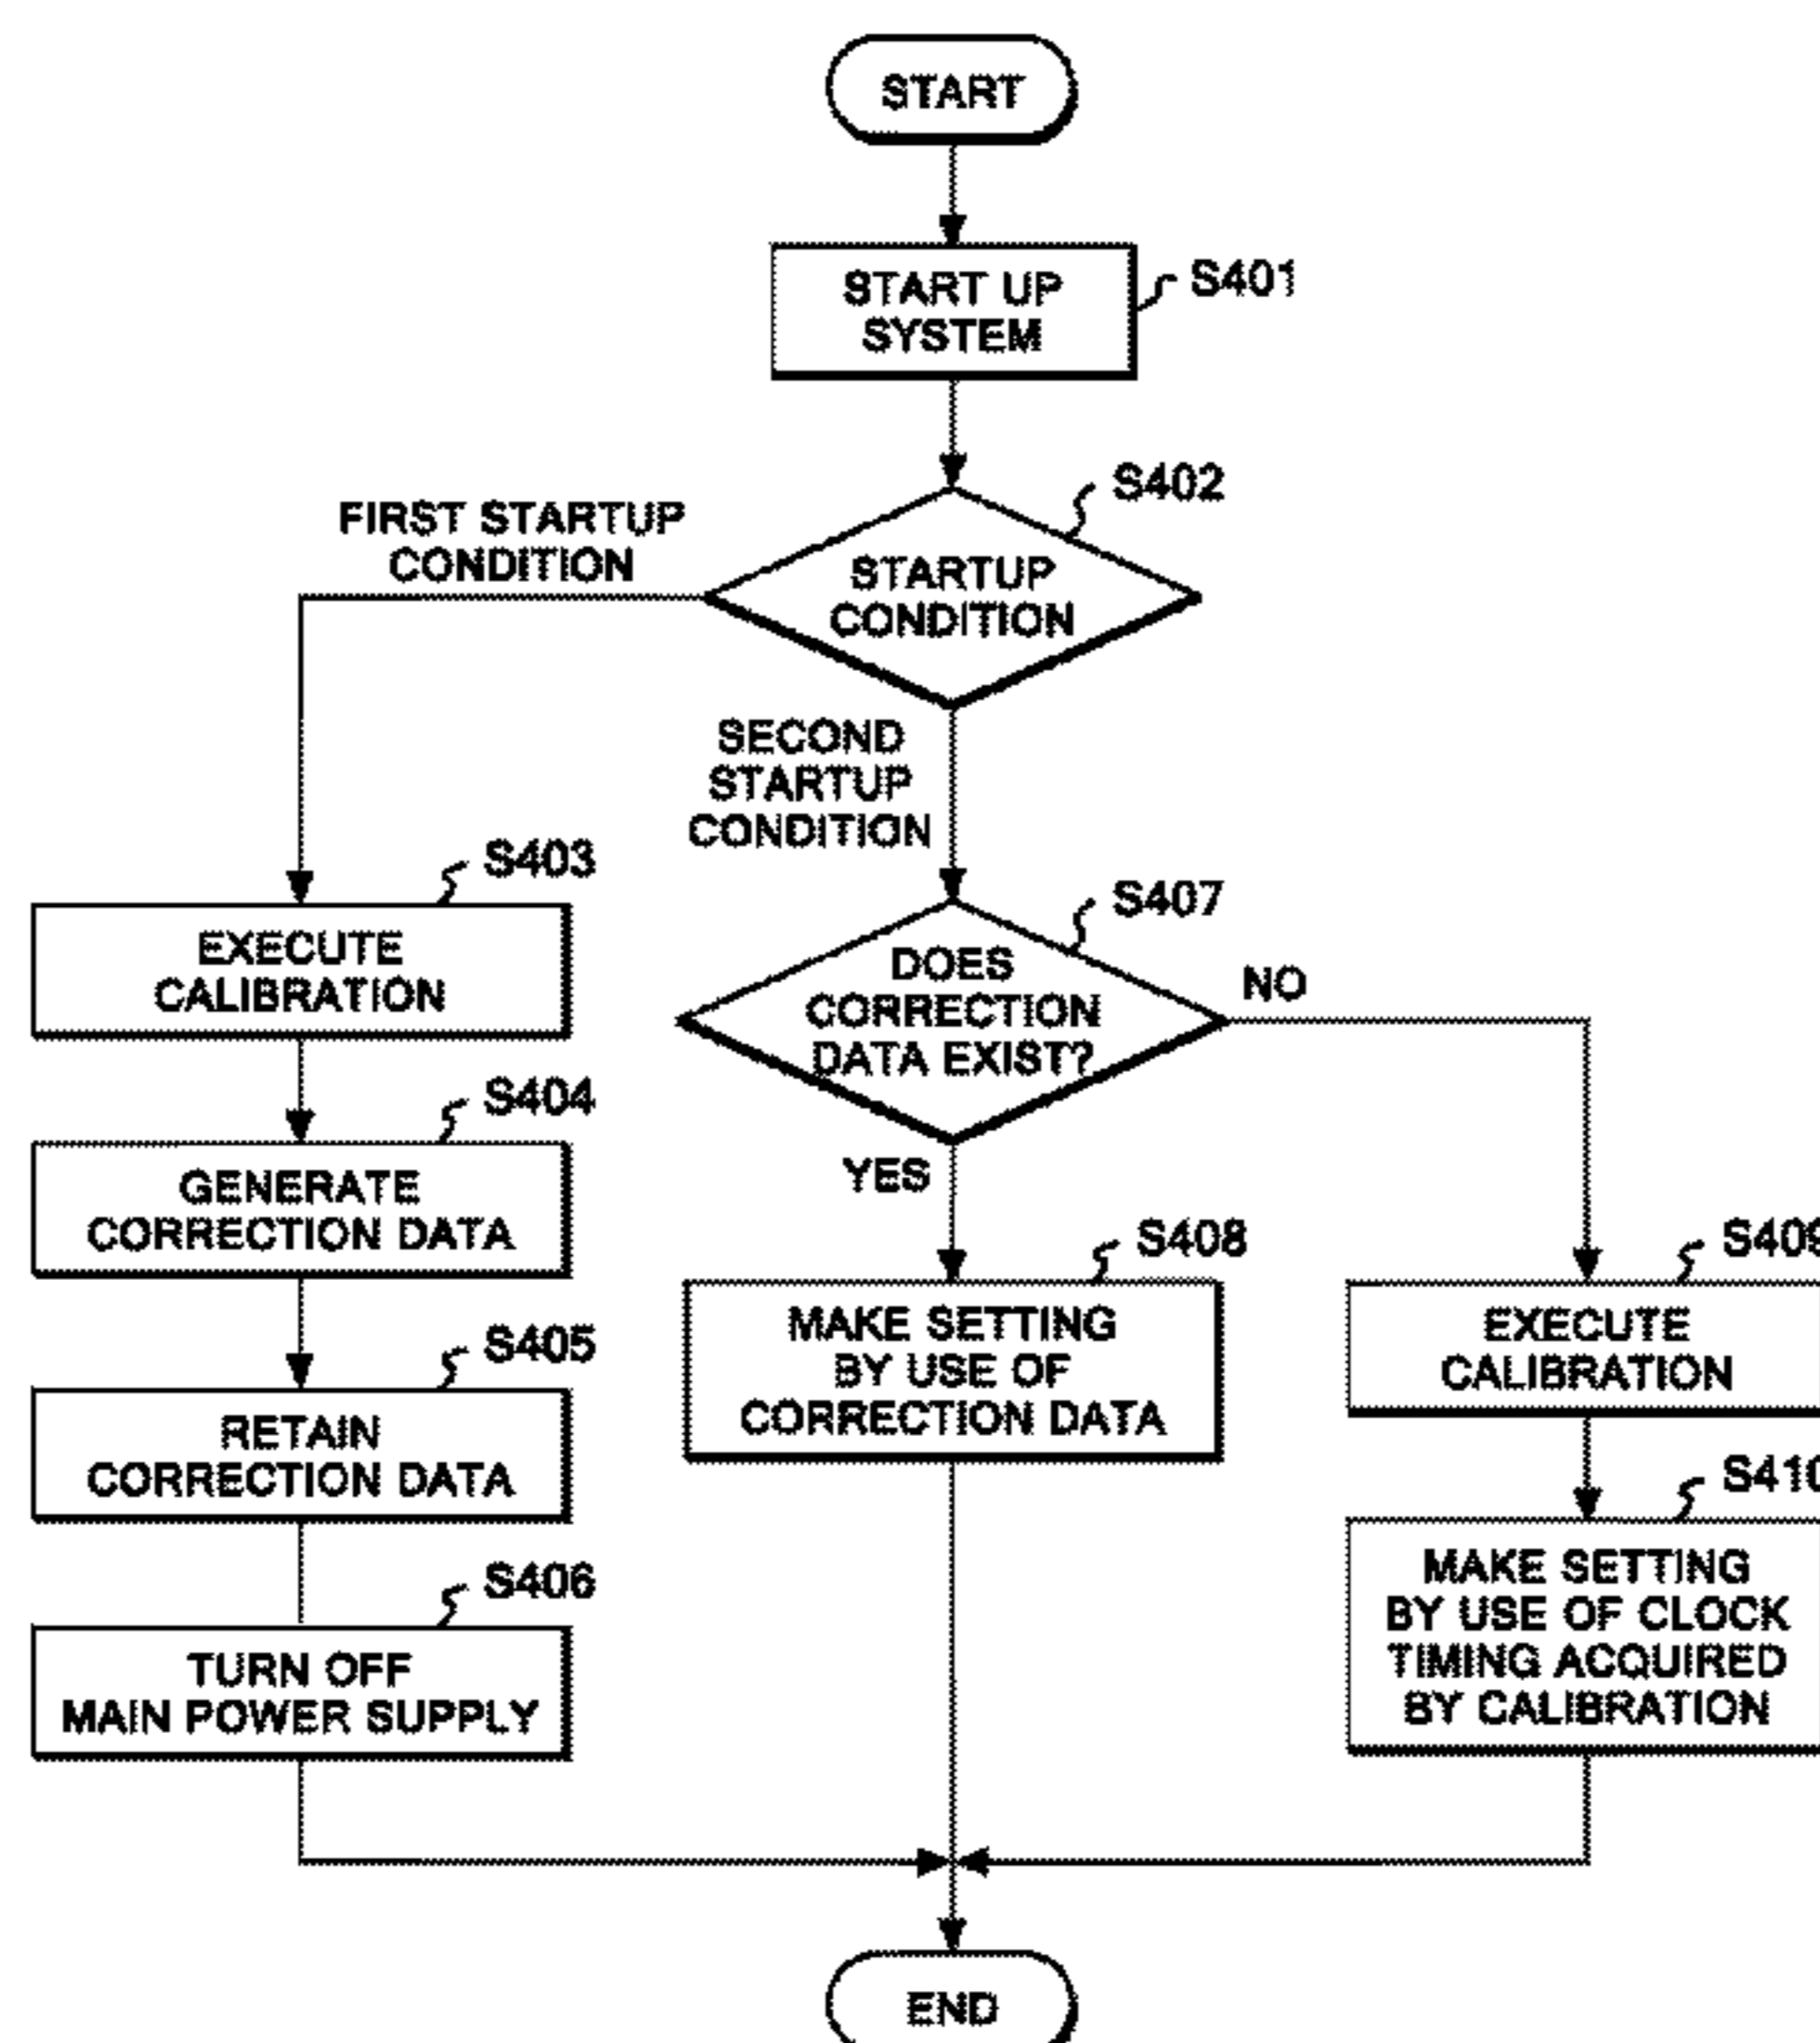 START
START UP
SYSTEM
S401
S402
STARTUP
CONDITION
FIRST STARTUP
CONDITION
SECOND
STARTUP
CONDITION
S403
EXECUTE
CALIBRATION
S404
GENERATE
CORRECTION DATA
S405
RETAIN
CORRECTION DATA
S406
TURN OFF
MAIN POWER SUPPLY
S407
DOES
CORRECTION
DATA EXIST?
NO
YES
S408
MAKE SETTING
BY USE OF
CORRECTION DATA
S409
EXECUTE
CALIBRATION
S410
MAKE SETTING
BY USE OF CLOCK
TIMING ACQUIRED
BY CALIBRATION
END